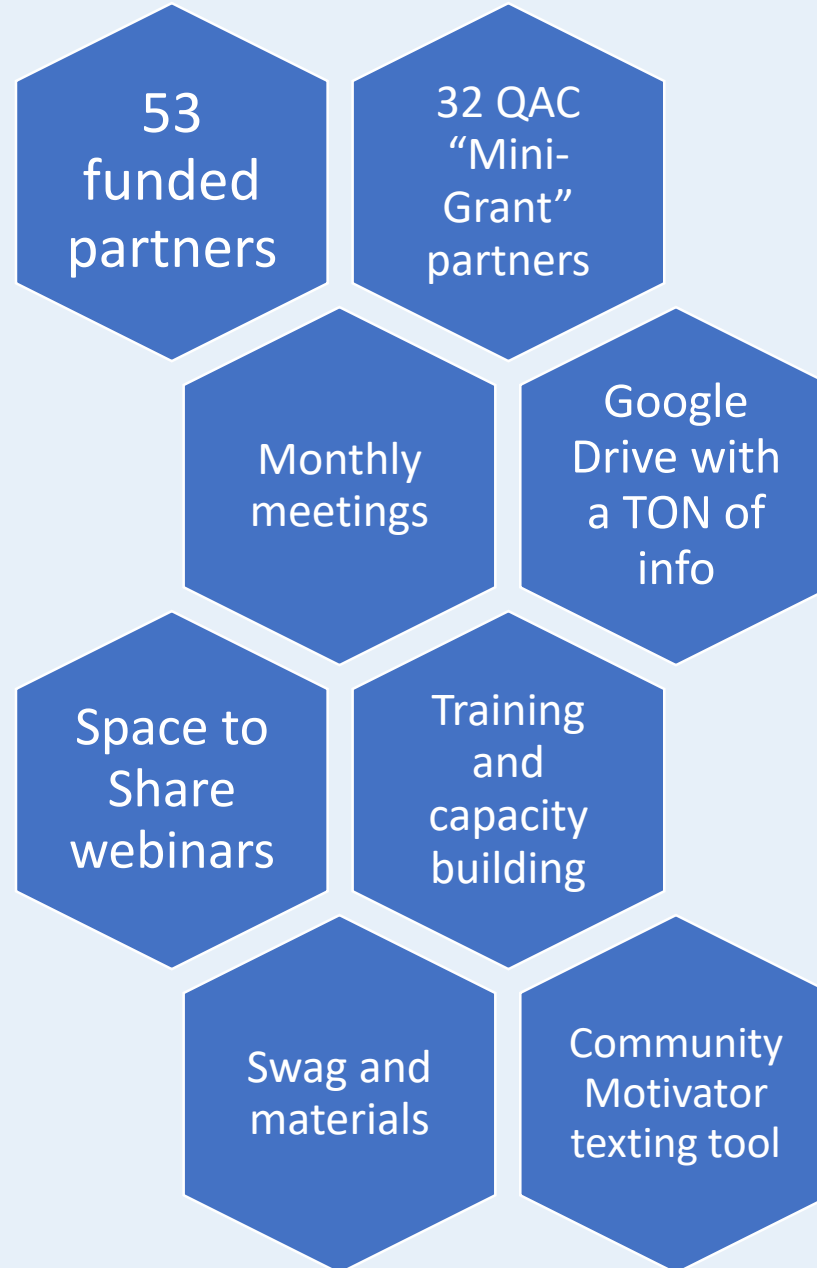 53
funded
partners
32 QAC
“Mini-
Grant”
partners
Monthly
meetings
Google
Drive with
a TON of
info
Space to
Share
webinars
Training
and
capacity
building
Swag and
materials
Community
Motivator
texting tool